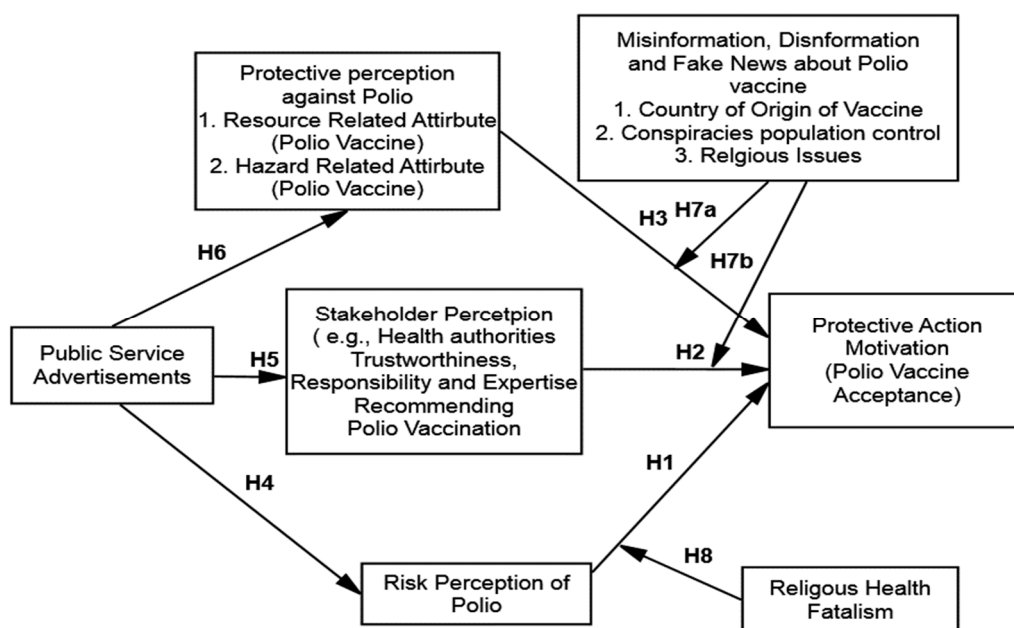 Protective perception
against Polio
1. Resource Related Attirbute
(Polio Vaccine)
2. Hazard Related Attirbute
(Polio Vaccine)
Misinformation, Disnformation
and Fake News about Polio
vaccine
1. Country of Origin of Vaccine
2. Conspiracies population control
3. Relgious Issues
H6
H3
H7a
H7b
Public Service
Advertisements
H5
Stakeholder Percetpion
( e.g., Health authorities
Trustworthiness,
Responsibility and Expertise
Recommending
Polio Vaccination
H2
Protective Action
Motivation
(Polio Vaccine
Acceptance)
H4
H1
Risk Perception of
Polio
H8
Religous Health
Fatalism